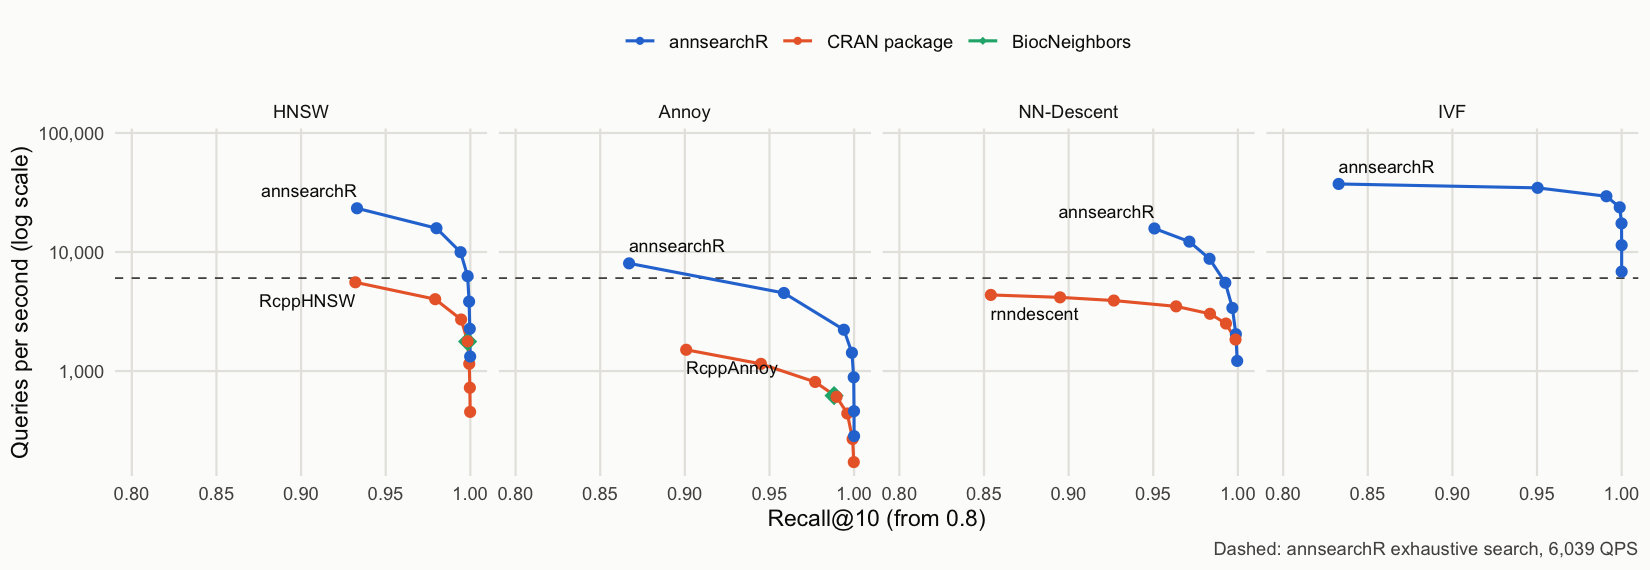 annsearchR CRAN package BiocNeighbors
HNSW Annoy NN-Descent IVF
Queries per second (log scale)
100,000
10,000
1,000
annsearchR
RcppHNSW
annsearchR
RcppAnnoy
annsearchR
rnndescent
annsearchR
0.80 0.85 0.90 0.95 1.00 0.80 0.85 0.90 0.95 1.00 0.80 0.85 0.90 0.95 1.00 0.80 0.85 0.90 0.95 1.00
Recall@10 (from 0.8)
Dashed: annsearchR exhaustive search, 6,039 QPS